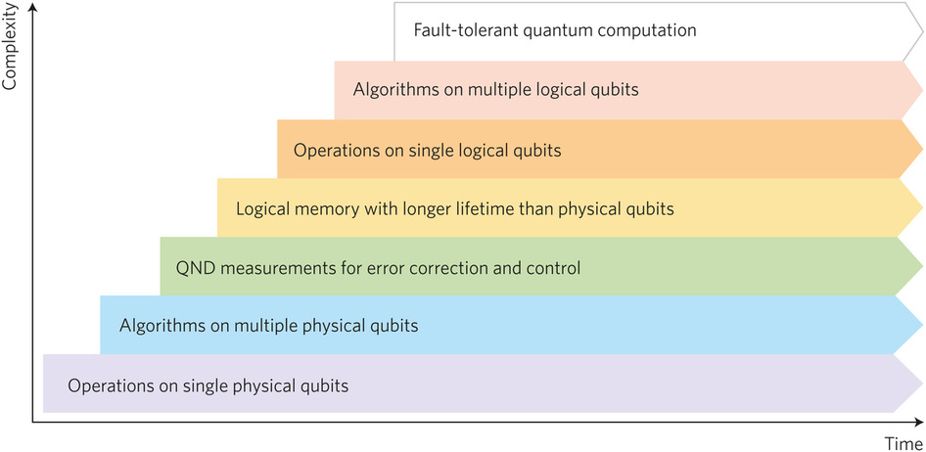 Complexity
Fault-tolerant quantum computation
Algorithms on multiple logical qubits
Operations on single logical qubits
Logical memory with longer lifetime than physical qubits
QND measurements for error correction and control
Algorithms on multiple physical qubits
Operations on single physical qubits
Time